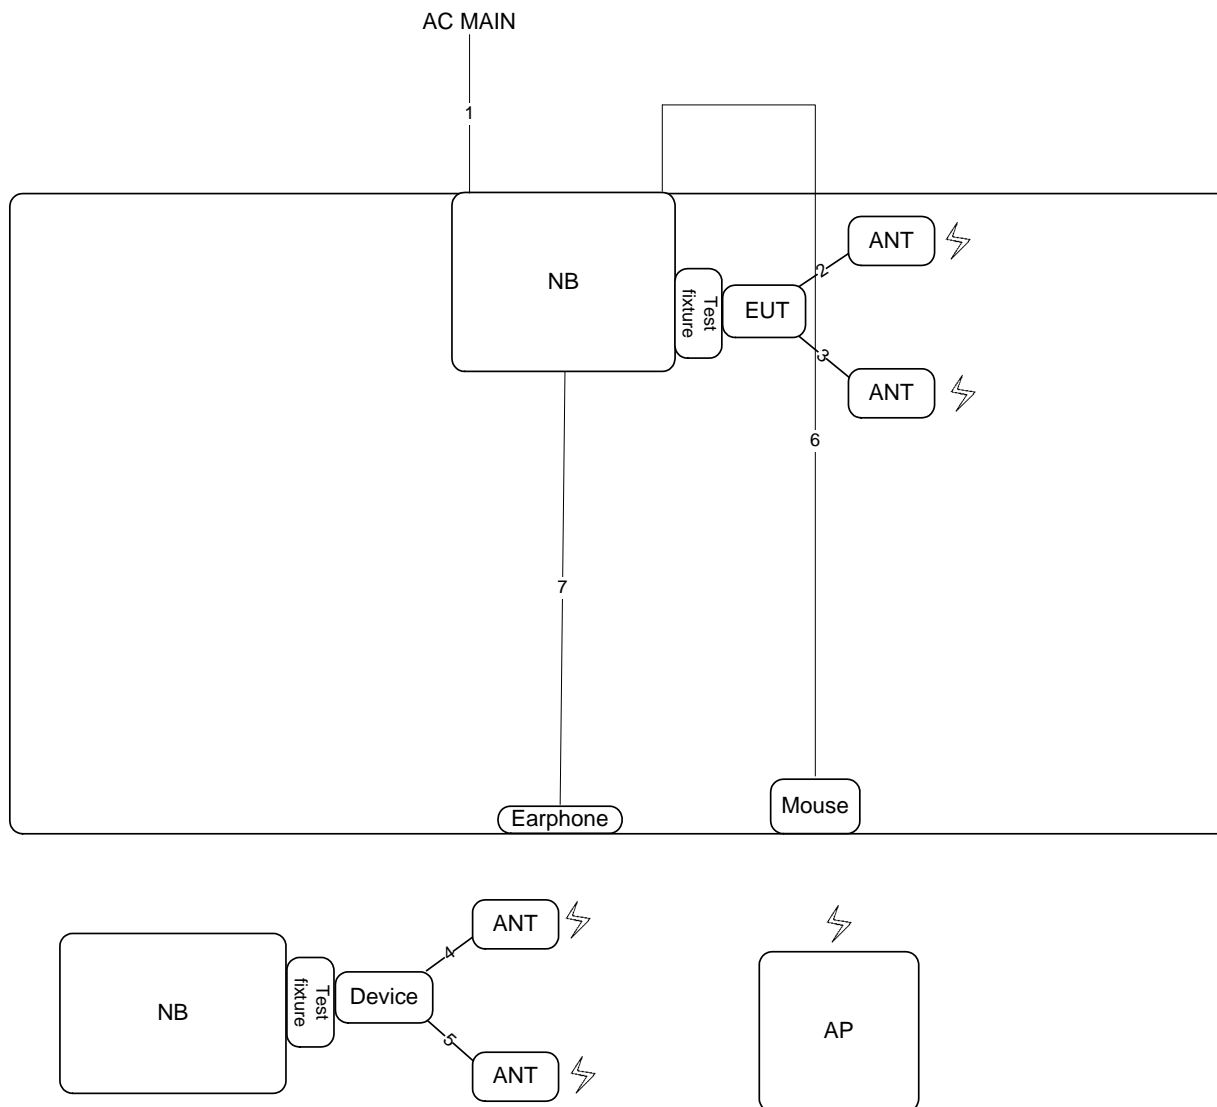 AC MAIN
1
ANT
2
NB
Test
fixture
EUT
3
ANT
6
7
Earphone
Mouse
ANT
4
NB
Test
fixture
Device
5
ANT
AP